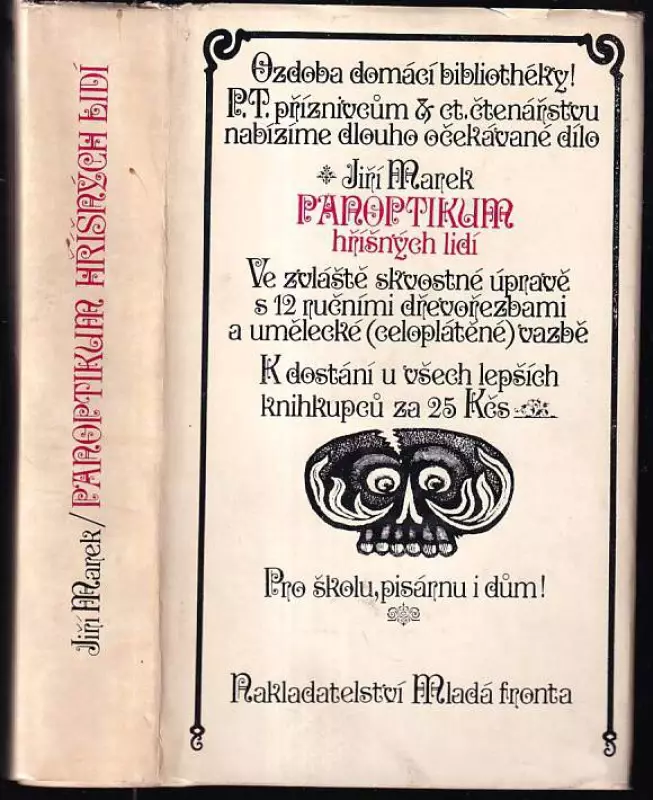 Jiří Marek/PANOPTIKUM HŘÍŠNÝCH LIDÍ
Ozdoba domácí bibliothéky!
P.T. příznivcům & ct. čtenářstvu
nabízíme dlouho očekávané dílo
Jiří Marek
PANOPTIKUM
hříšných lidí
Ve zvláště skvostné úpravě
s 12 ručními dřevořezbami
a umělecké (celoplátěné) vazbě
K dostání u všech lepších
knihkupců za 25 Kčs
Pro školu, pisárnu i dům!
Nakladatelství Mladá fronta